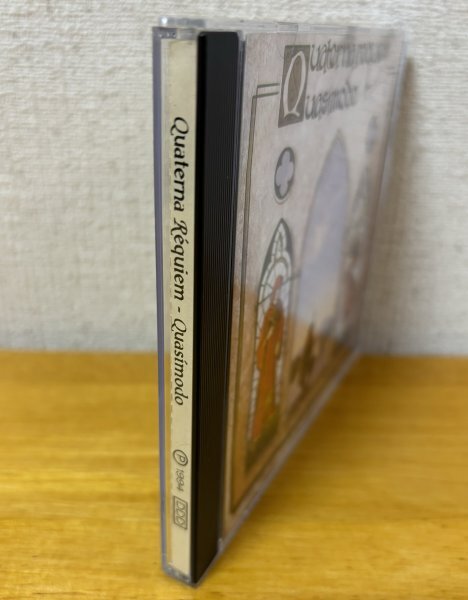 Quaterna Réquiem - Quasímodo ℗ 1994 DDD
Quaterna Réquiem
Quasímodo